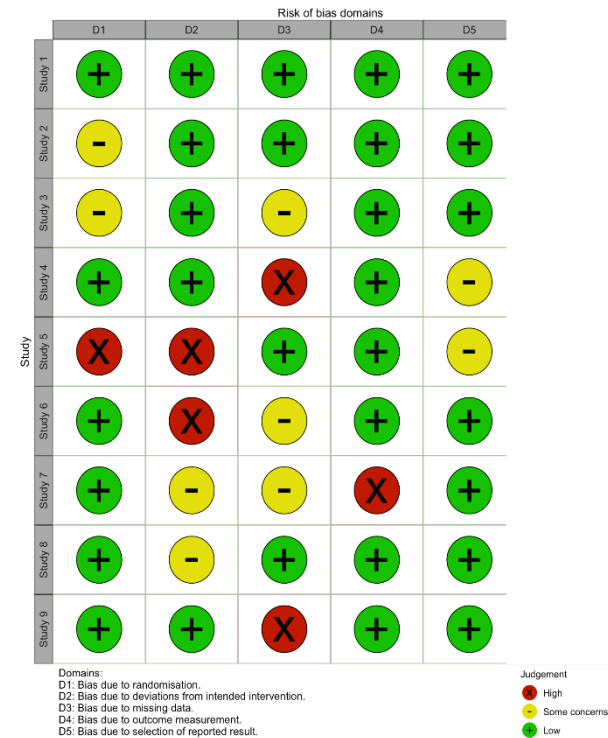 Risk of bias domains
D1 D2 D3 D4 D5
Study
Study 1 + + + + +
Study 2 - + + + +
Study 3 - + - + +
Study 4 + + X + -
Study 5 X X + + -
Study 6 + X - + +
Study 7 + - - X +
Study 8 + - + + +
Study 9 + + X + +
Domains:
D1: Bias due to randomisation.
D2: Bias due to deviations from intended intervention.
D3: Bias due to missing data.
D4: Bias due to outcome measurement.
D5: Bias due to selection of reported result.
Judgement
X High
- Some concerns
+ Low